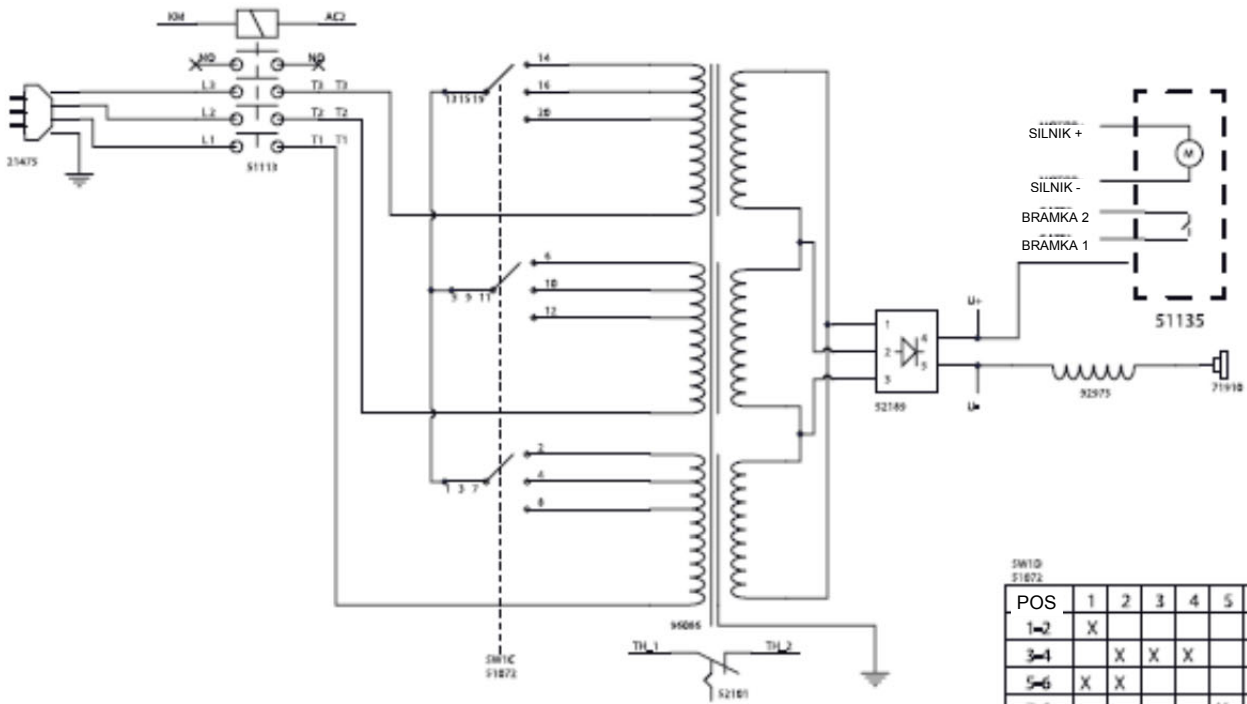 KM AC2
NO NO
L3 T3 T3
L2 T2 T2
L1 T1 T1
21475
51113
14
13 15 19 16
20
6
5 9 11 10
12
2
1 3 7 4
8
SW1C
51072
TH_1 TH_2
52101
1
2
3
4
5
52189
U+
U-
92975
71910
SILNIK +
SILNIK -
BRAMKA 2
BRAMKA 1
M
51135
51072
POS 1 2 3 4 5
1-2 X
3-4 X X X
5-6 X X